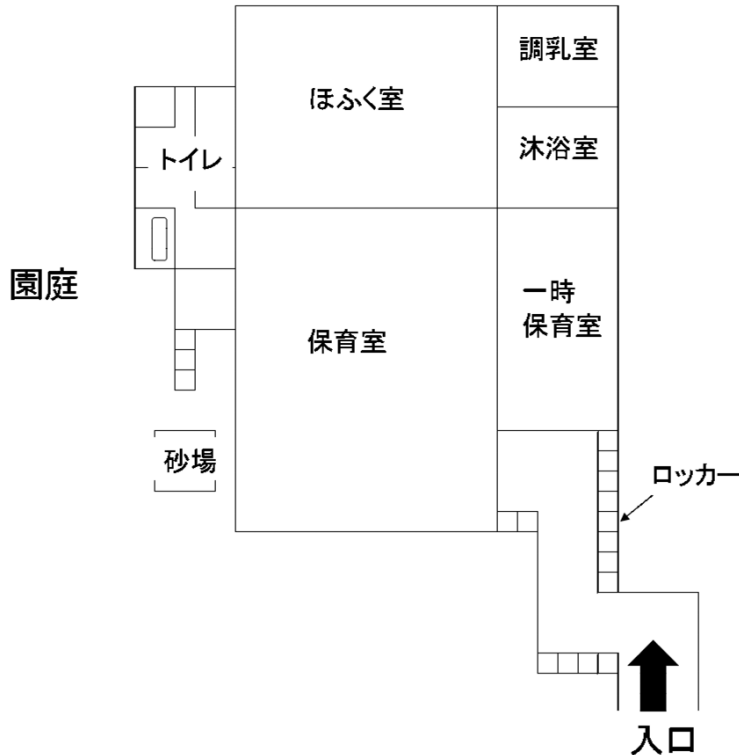 調乳室
ほふく室
沐浴室
トイレ
園庭
一時
保育室
保育室
砂場
ロッカー
入口